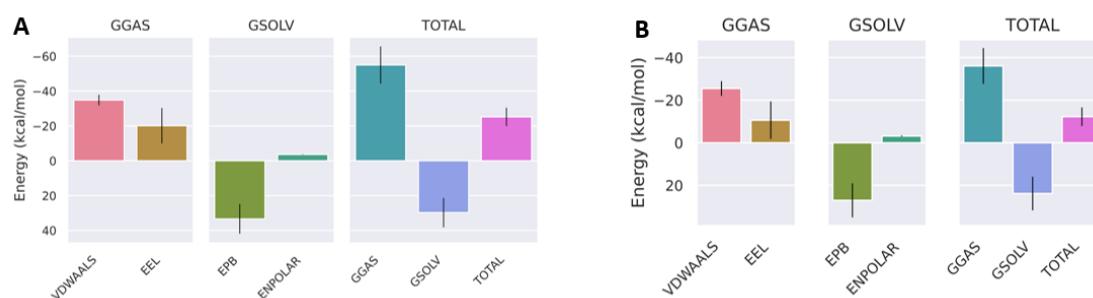 A
GGAS
GSOLV
TOTAL
Energy (kcal/mol)
−60
−40
−20
0
20
40
VDWAALS
EEL
EPB
ENPOLAR
GGAS
GSOLV
TOTAL
B
GGAS
GSOLV
TOTAL
Energy (kcal/mol)
−40
−20
0
20
VDWAALS
EEL
EPB
ENPOLAR
GGAS
GSOLV
TOTAL